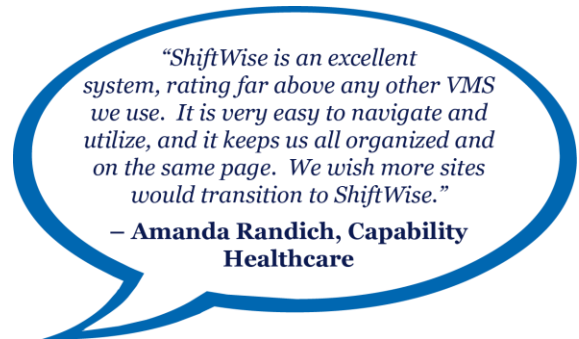 “ShiftWise is an excellent
system, rating far above any other VMS
we use.  It is very easy to navigate and
utilize, and it keeps us all organized and
on the same page.  We wish more sites
would transition to ShiftWise.”
– Amanda Randich, Capability
Healthcare